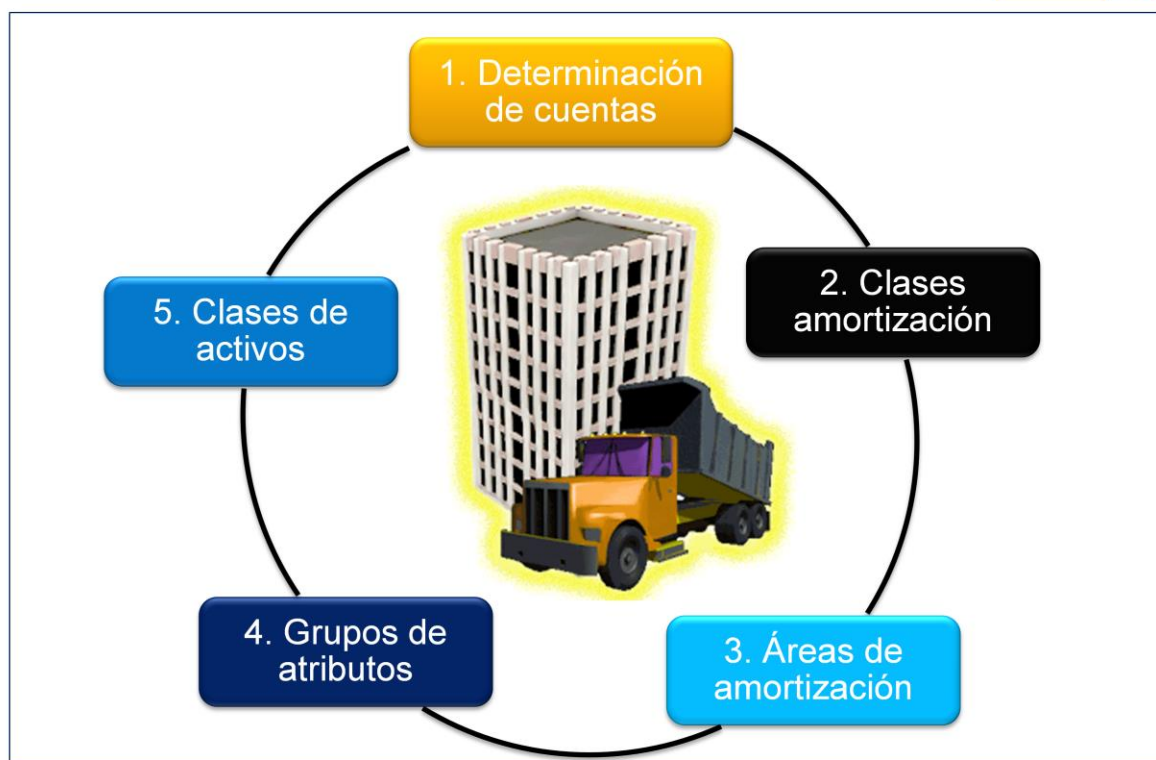 1. Determinación
de cuentas
2. Clases
amortización
3. Áreas de
amortización
4. Grupos de
atributos
5. Clases de
activos